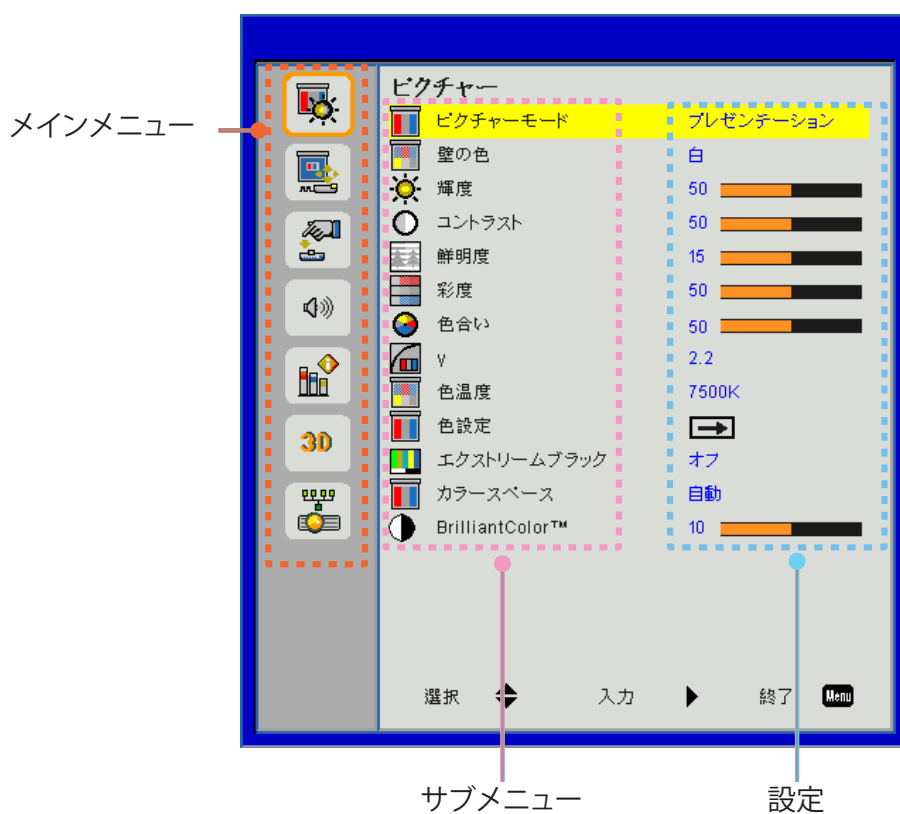 ピクチャー
メインメニュー
ピクチャーモード プレゼンテーション
壁の色 白
輝度 50
コントラスト 50
鮮明度 15
彩度 50
色合い 50
γ 2.2
色温度 7500K
色設定
3D
エクストリームブラック オフ
カラースペース 自動
BrilliantColor™ 10
選択 入力 終了 Menu
サブメニュー 設定